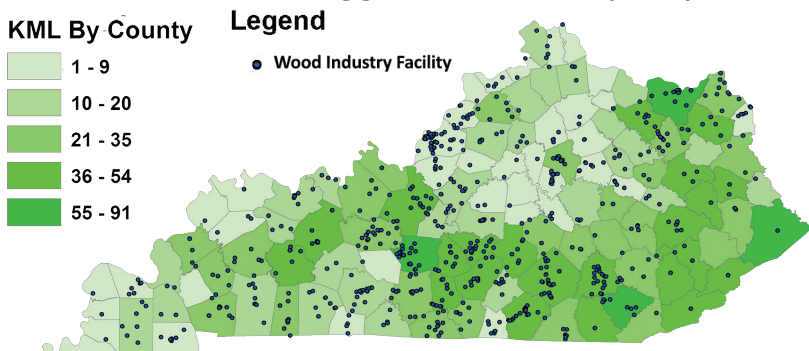 KML By County
1 - 9
10 - 20
21 - 35
36 - 54
55 - 91
Legend
Wood Industry Facility